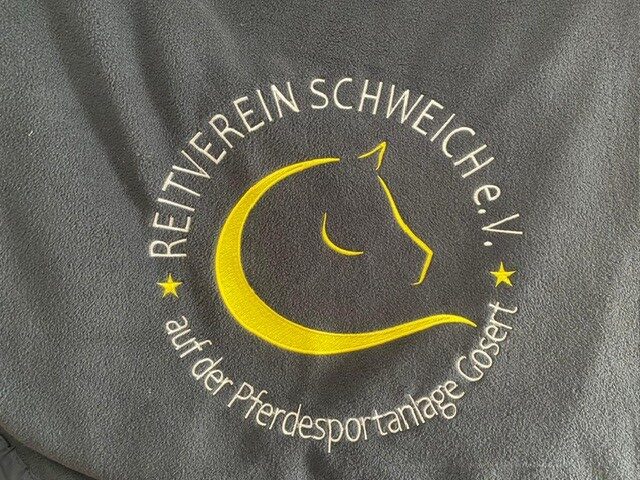 REITVEREIN SCHWEICH e.V.
auf der Pferdesportanlage Gosert